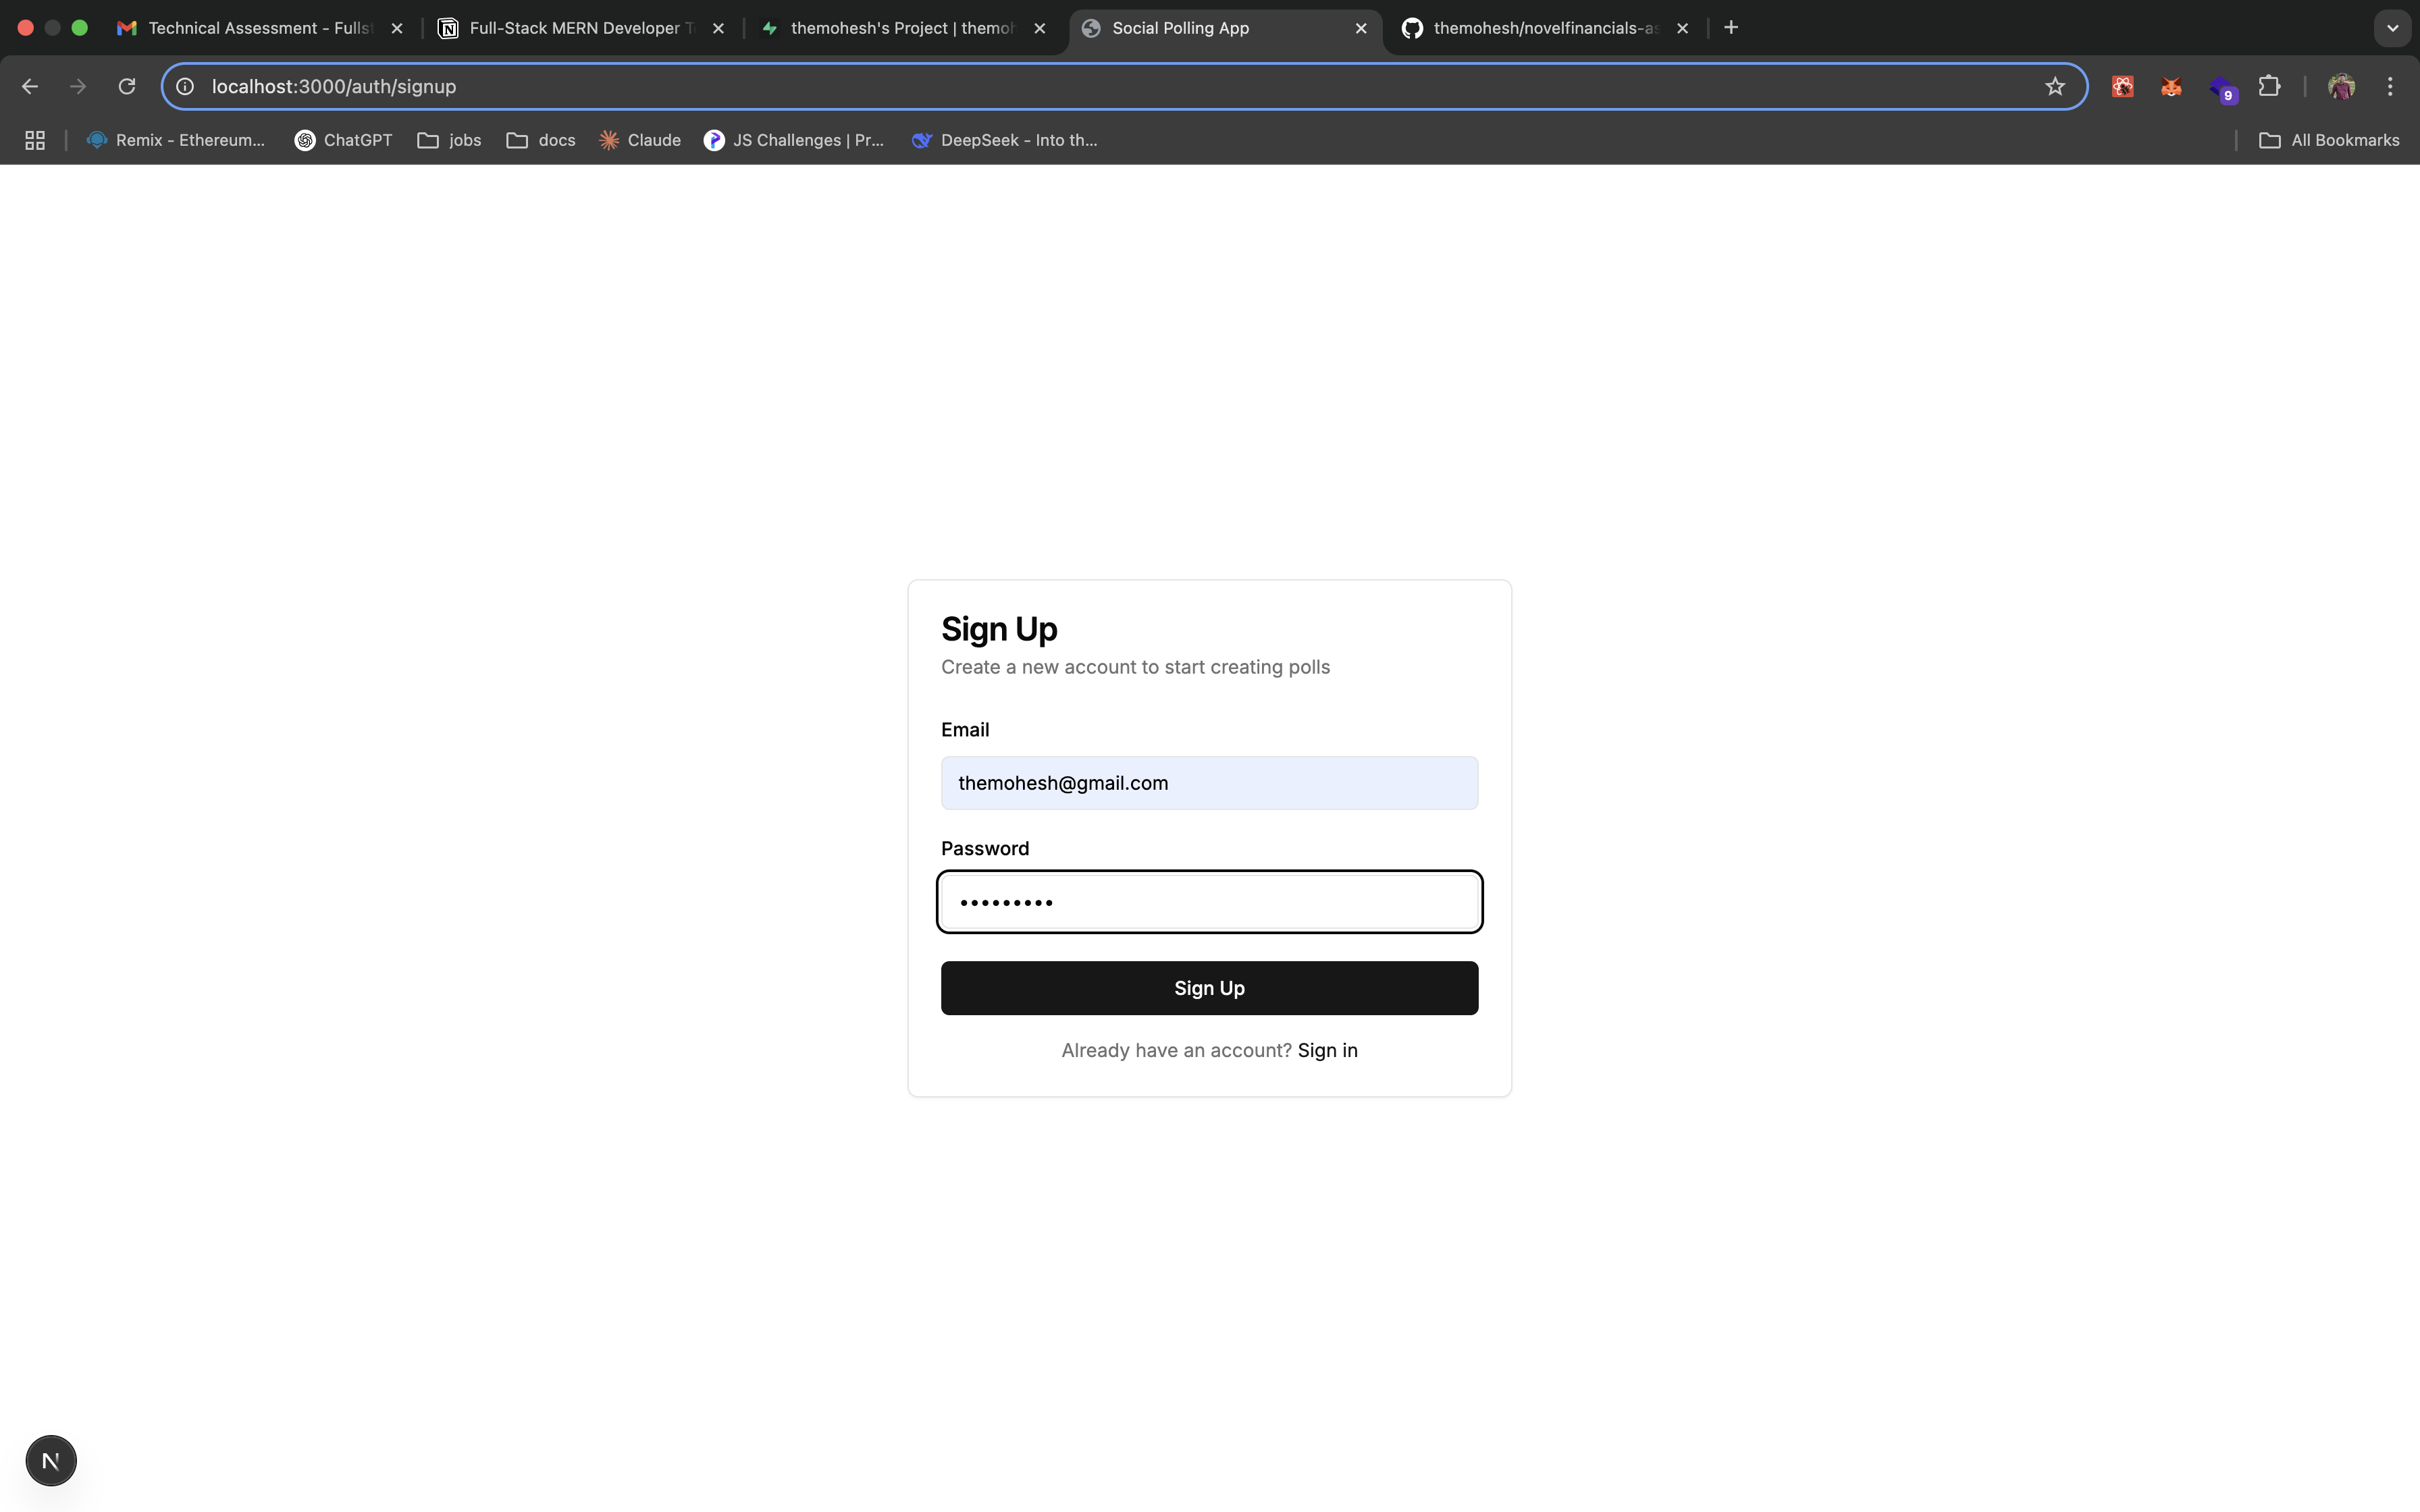 Technical Assessment - Fullst
Full-Stack MERN Developer T
themohesh's Project | themoh
Social Polling App
themohesh/novelfinancials-as
localhost:3000/auth/signup
9
Remix - Ethereum...
ChatGPT
jobs
docs
Claude
JS Challenges | Pr...
DeepSeek - Into th...
All Bookmarks
Sign Up
Create a new account to start creating polls
Email
themohesh@gmail.com
Password
•••••••••
Sign Up
Already have an account? Sign in
N